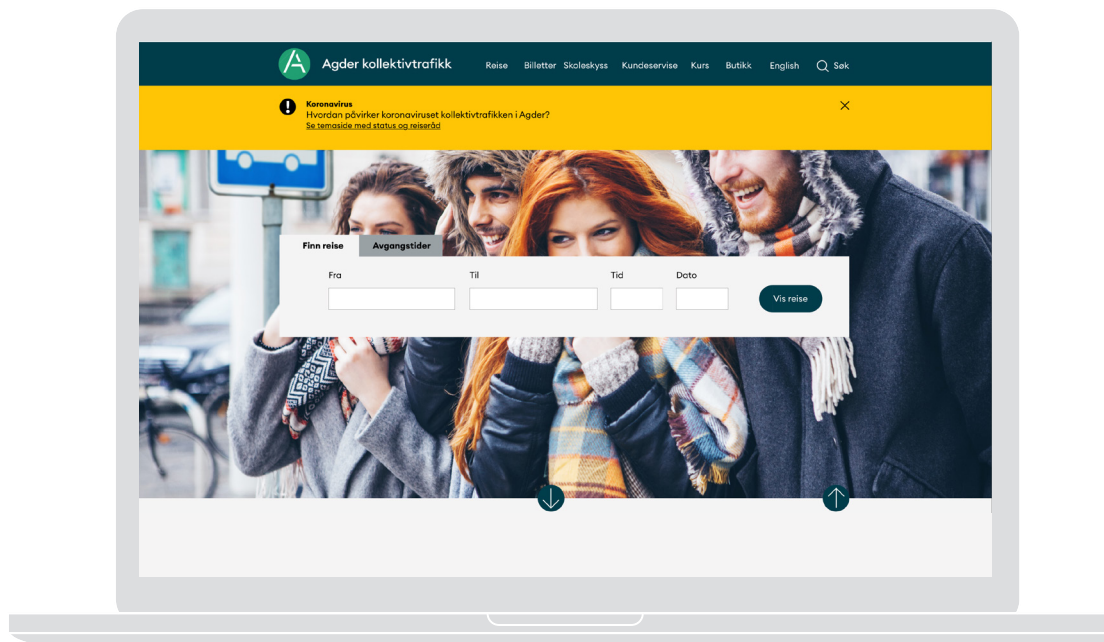 Agder kollektivtrafikk
Reise Billetter Skoleskyss Kundeservise Kurs Butikk English Søk
Koronavirus
Hvordan påvirker koronaviruset kollektivtrafikken i Agder?
Se temaside med status og reiseråd
Finn reise Avgangstider
Fra Til Tid Dato
Vis reise